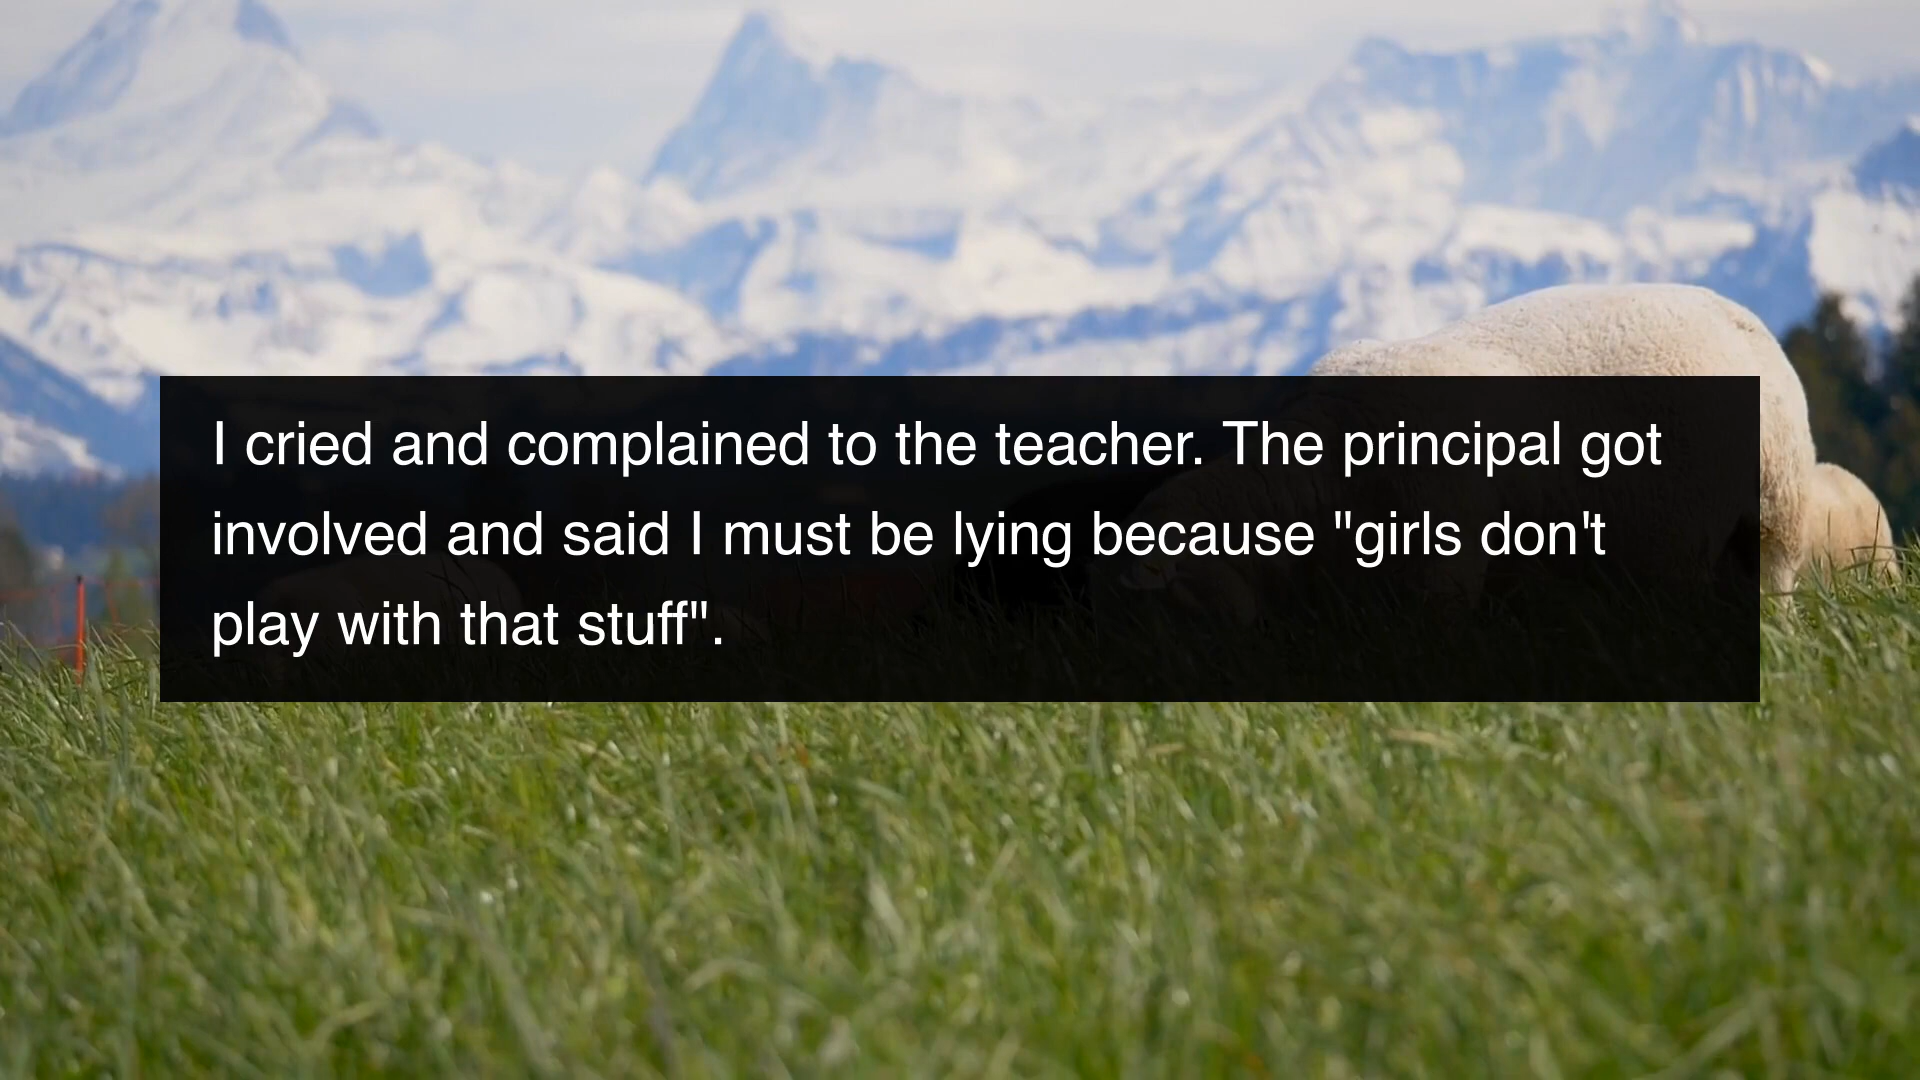 I cried and complained to the teacher. The principal got
involved and said I must be lying because "girls don't
play with that stuff".